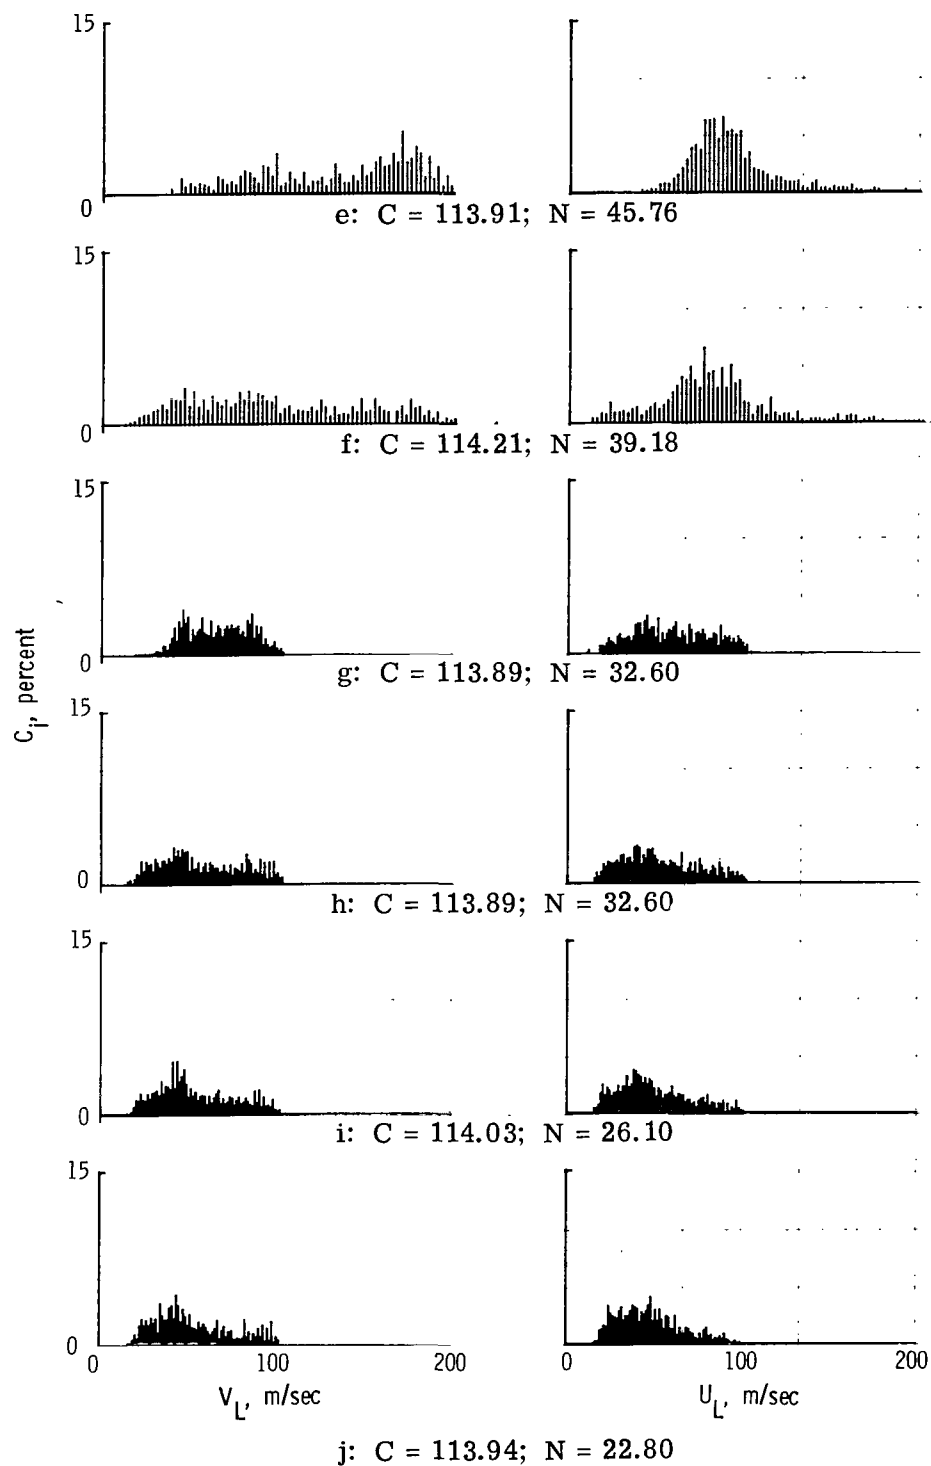 15
0
e: C = 113.91; N = 45.76
15
0
f: C = 114.21; N = 39.18
15
0
g: C = 113.89; N = 32.60
C_i, percent
15
0
h: C = 113.89; N = 32.60
15
0
i: C = 114.03; N = 26.10
15
0
0 100 200 0 100 200
V_L, m/sec U_L, m/sec
j: C = 113.94; N = 22.80